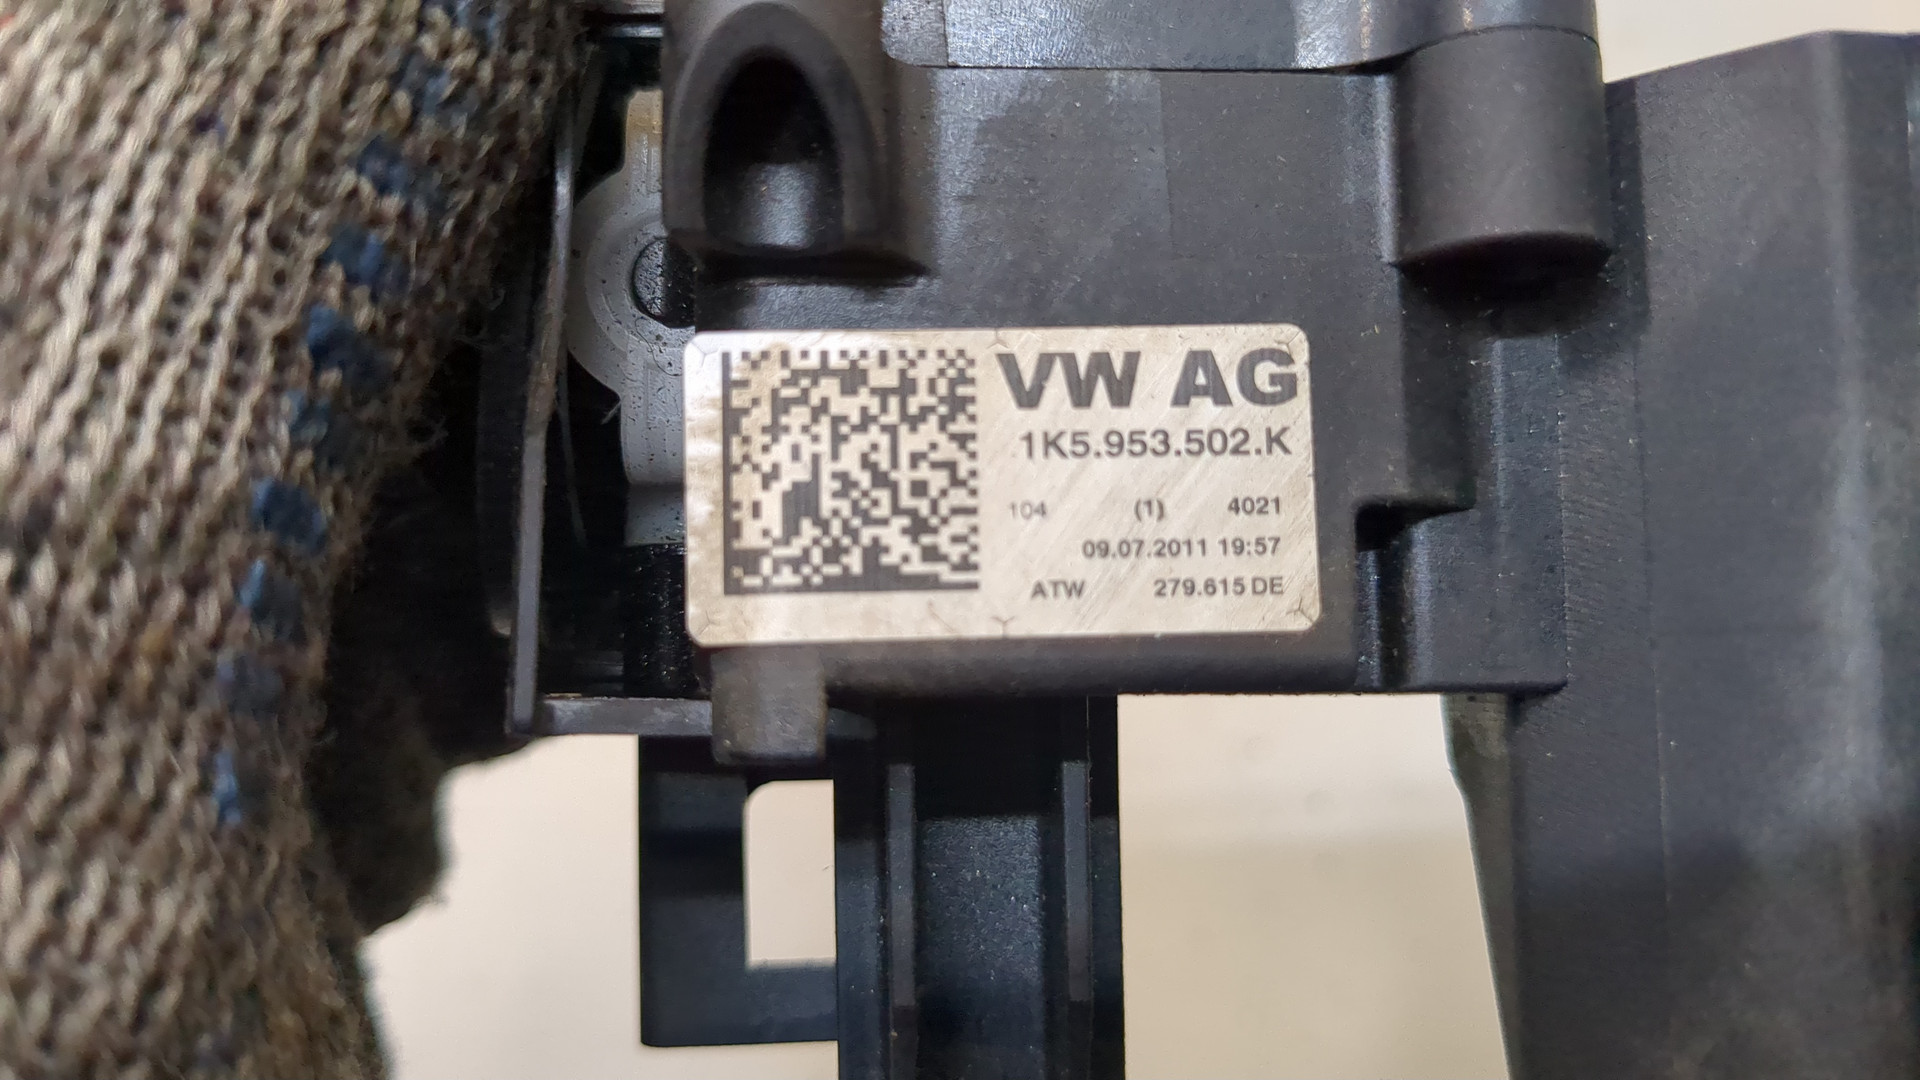 VW AG
1K5.953.502.K
104 (1) 4021
09.07.2011 19:57
ATW 279.615 DE